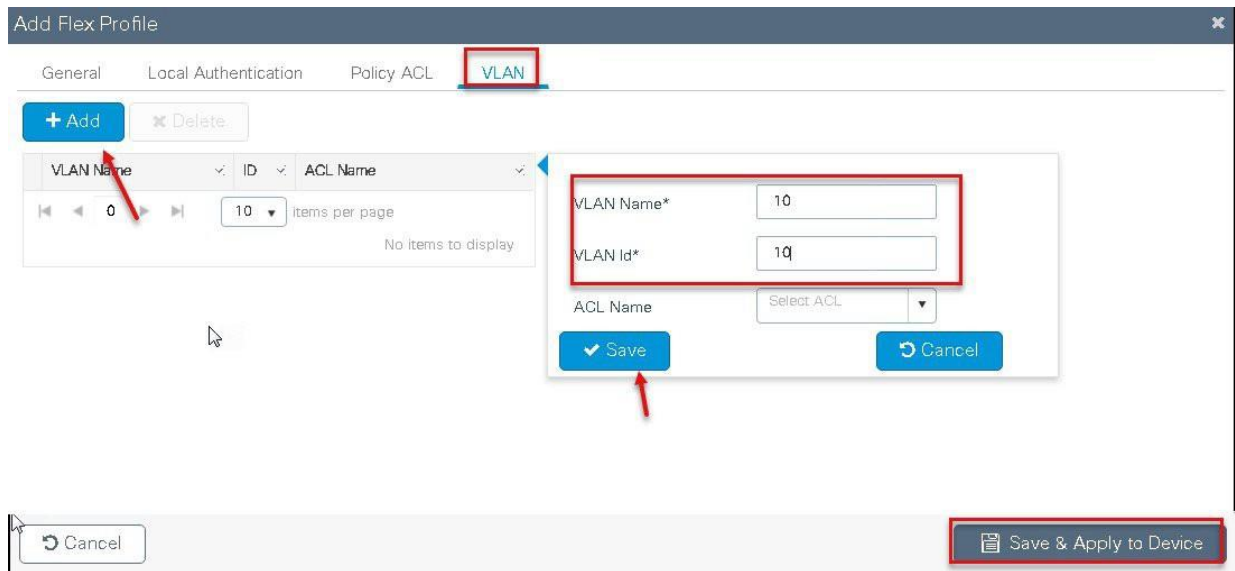 Add Flex Profile
General Local Authentication Policy ACL VLAN
Add Delete
VLAN Name ID ACL Name
0 10 items per page
No items to display
VLAN Name* 10
VLAN Id* 10
ACL Name Select ACL
Save Cancel
Cancel Save & Apply to Device